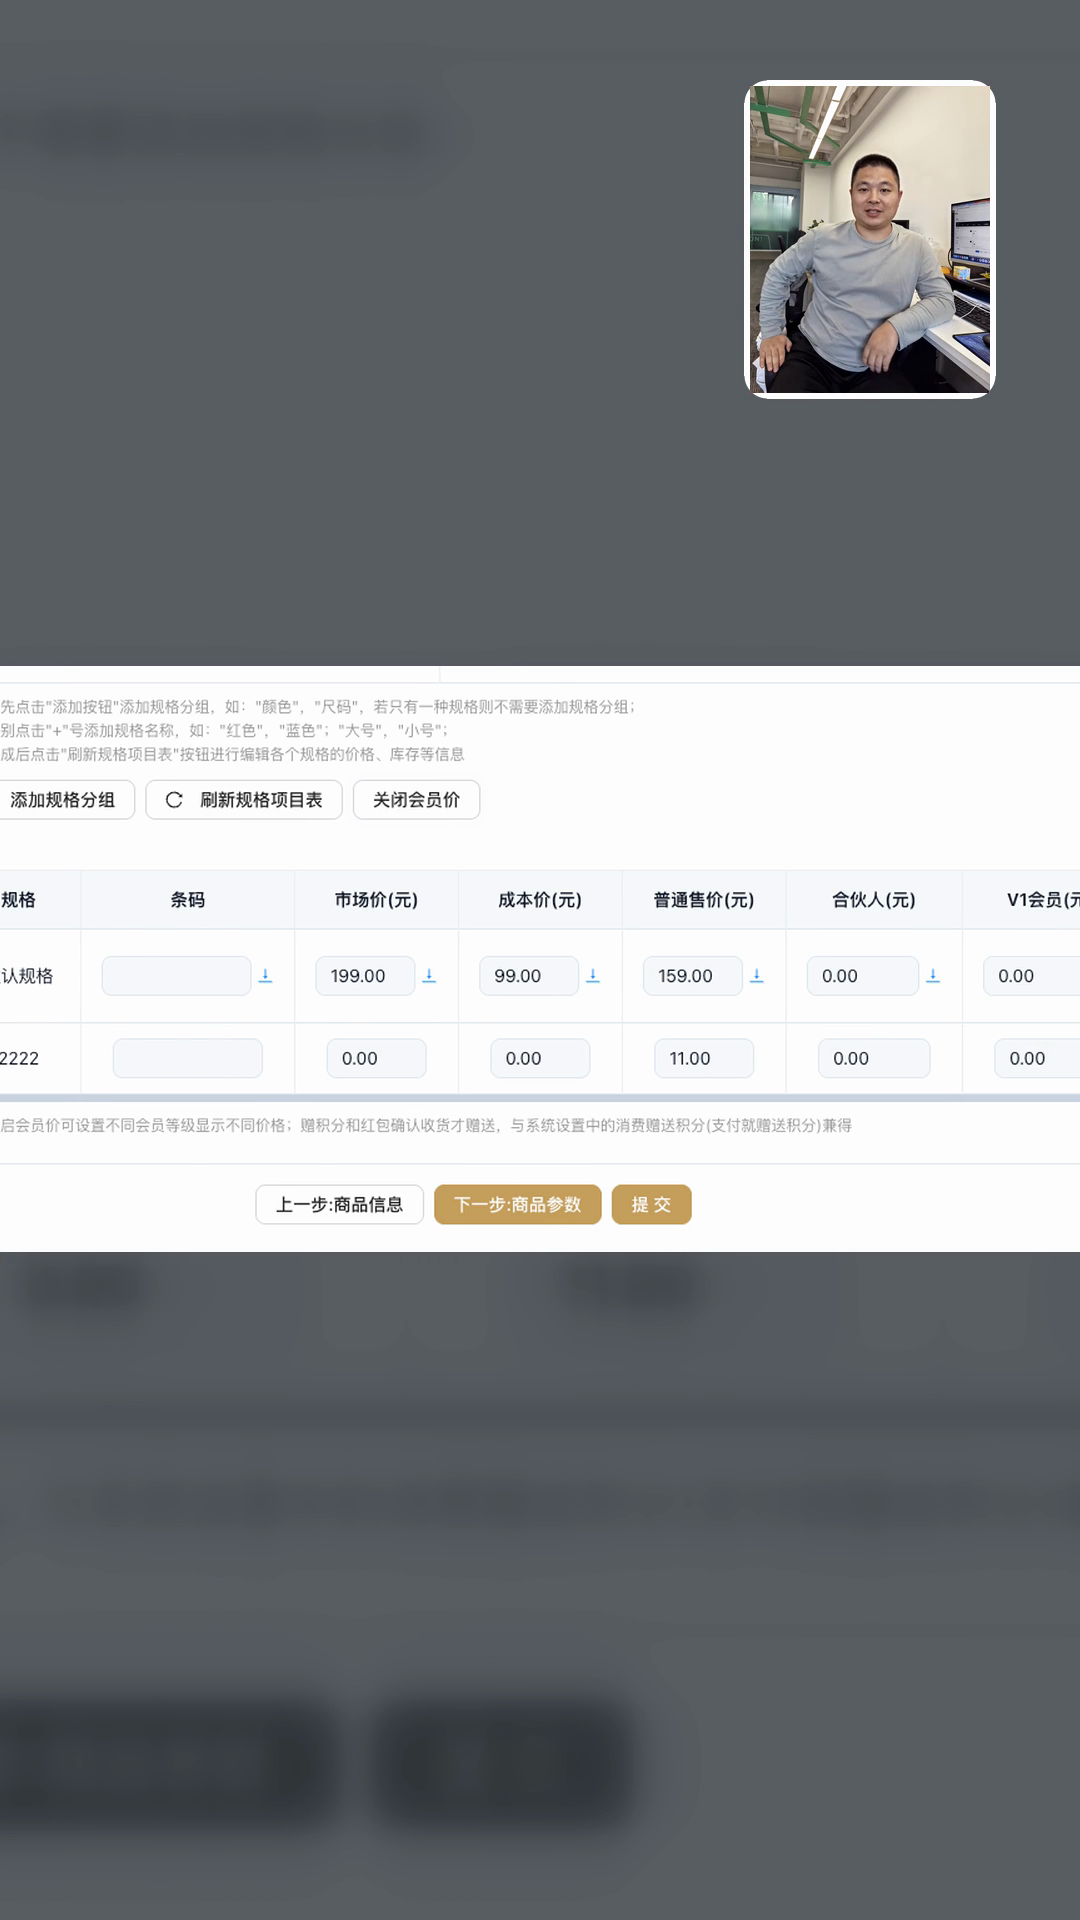 先点击"添加按钮"添加规格分组，如："颜色"，"尺码"，若只有一种规格则不需要添加规格分组；
别点击"+"号添加规格名称，如："红色"，"蓝色"；"大号"，"小号"；
成后点击"刷新规格项目表"按钮进行编辑各个规格的价格、库存等信息
添加规格分组 刷新规格项目表 关闭会员价
规格 条码 市场价(元) 成本价(元) 普通售价(元) 合伙人(元) V1会员(元
认规格 199.00 99.00 159.00 0.00 0.00
2222 0.00 0.00 11.00 0.00 0.00
启会员价可设置不同会员等级显示不同价格；赠积分和红包确认收货才赠送，与系统设置中的消费赠送积分(支付就赠送积分)兼得
上一步:商品信息 下一步:商品参数 提 交